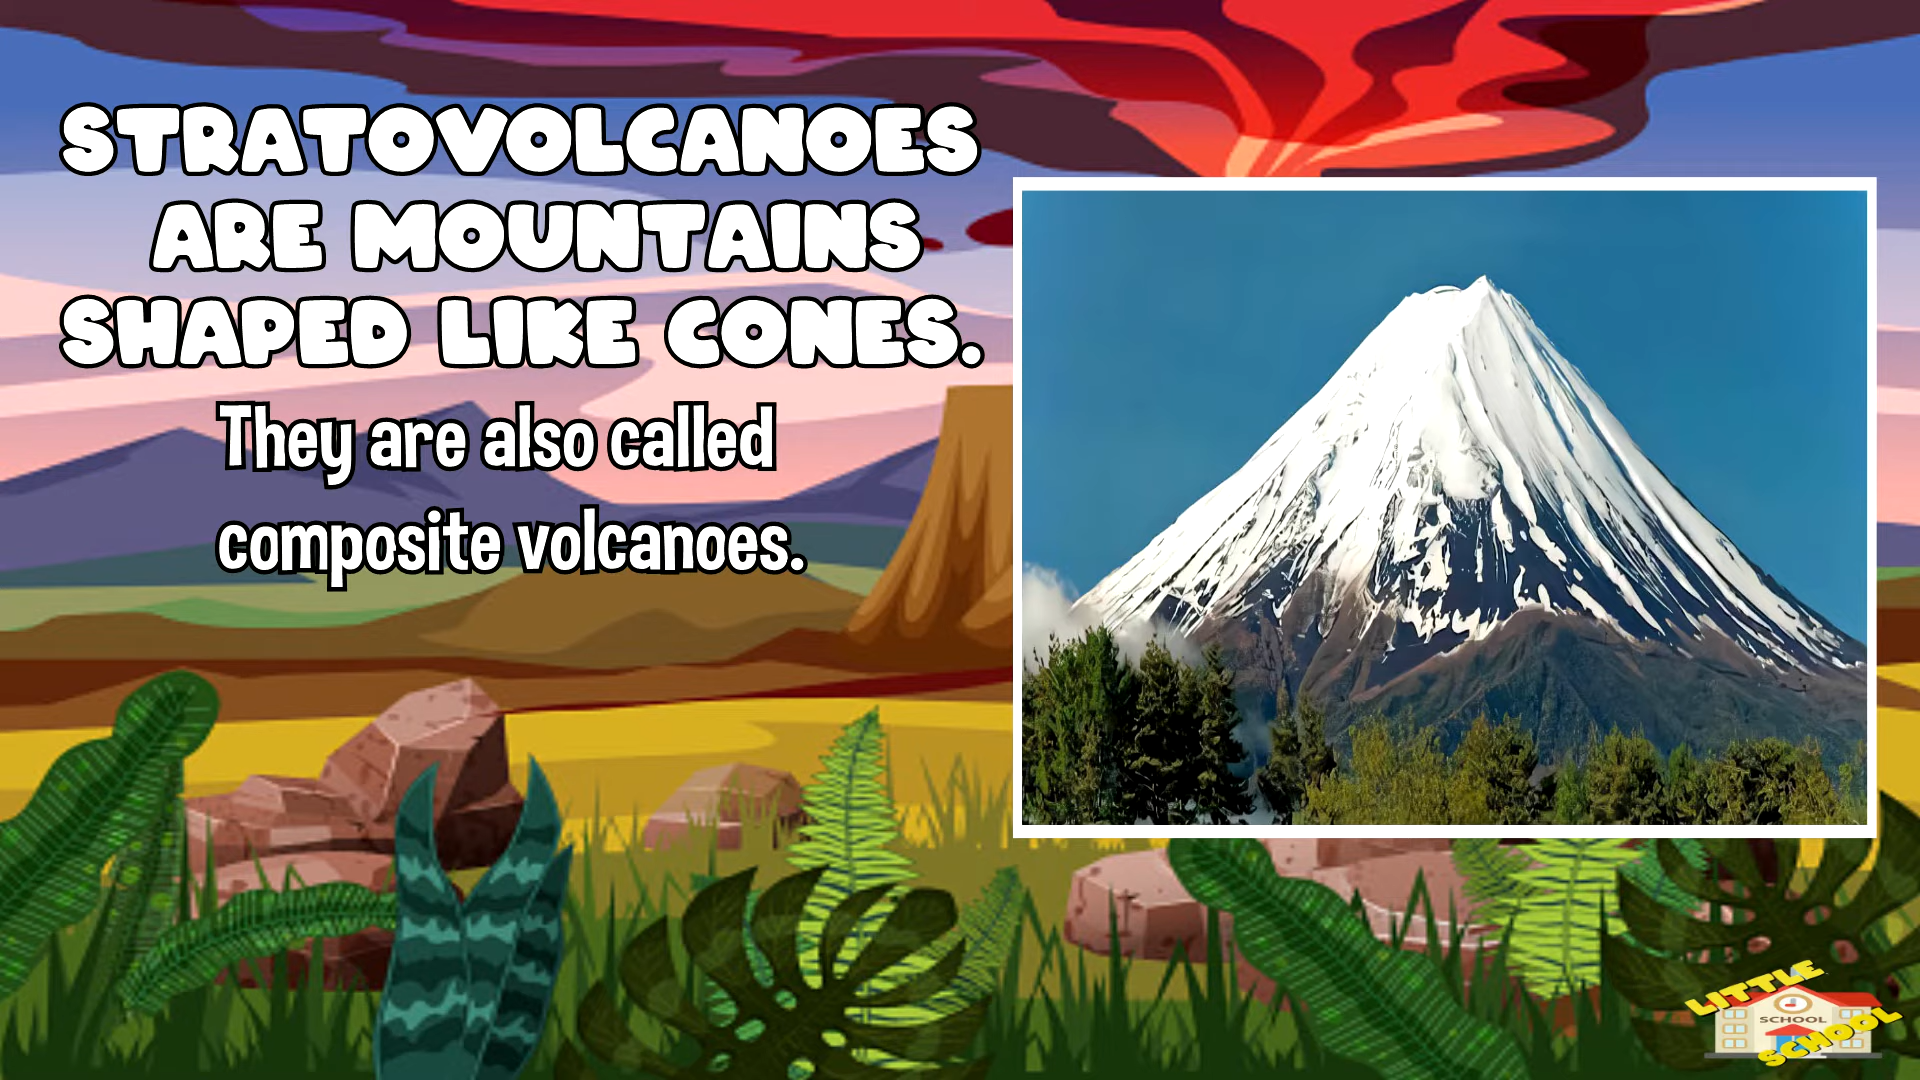 STRATOVOLCANOES
ARE MOUNTAINS
SHAPED LIKE CONES.
They are also called
composite volcanoes.
LITTLE
SCHOOL
SCHOOL